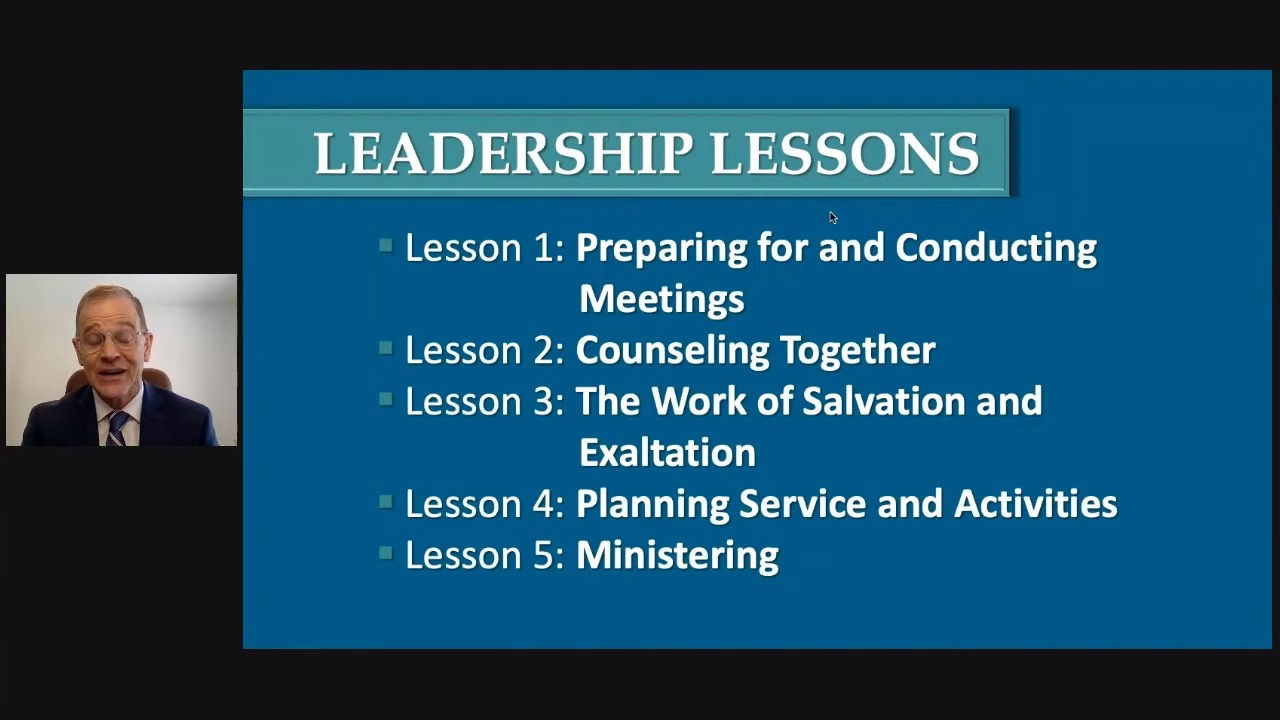 LEADERSHIP LESSONS
Lesson 1: Preparing for and Conducting
Meetings
Lesson 2: Counseling Together
Lesson 3: The Work of Salvation and
Exaltation
Lesson 4: Planning Service and Activities
Lesson 5: Ministering